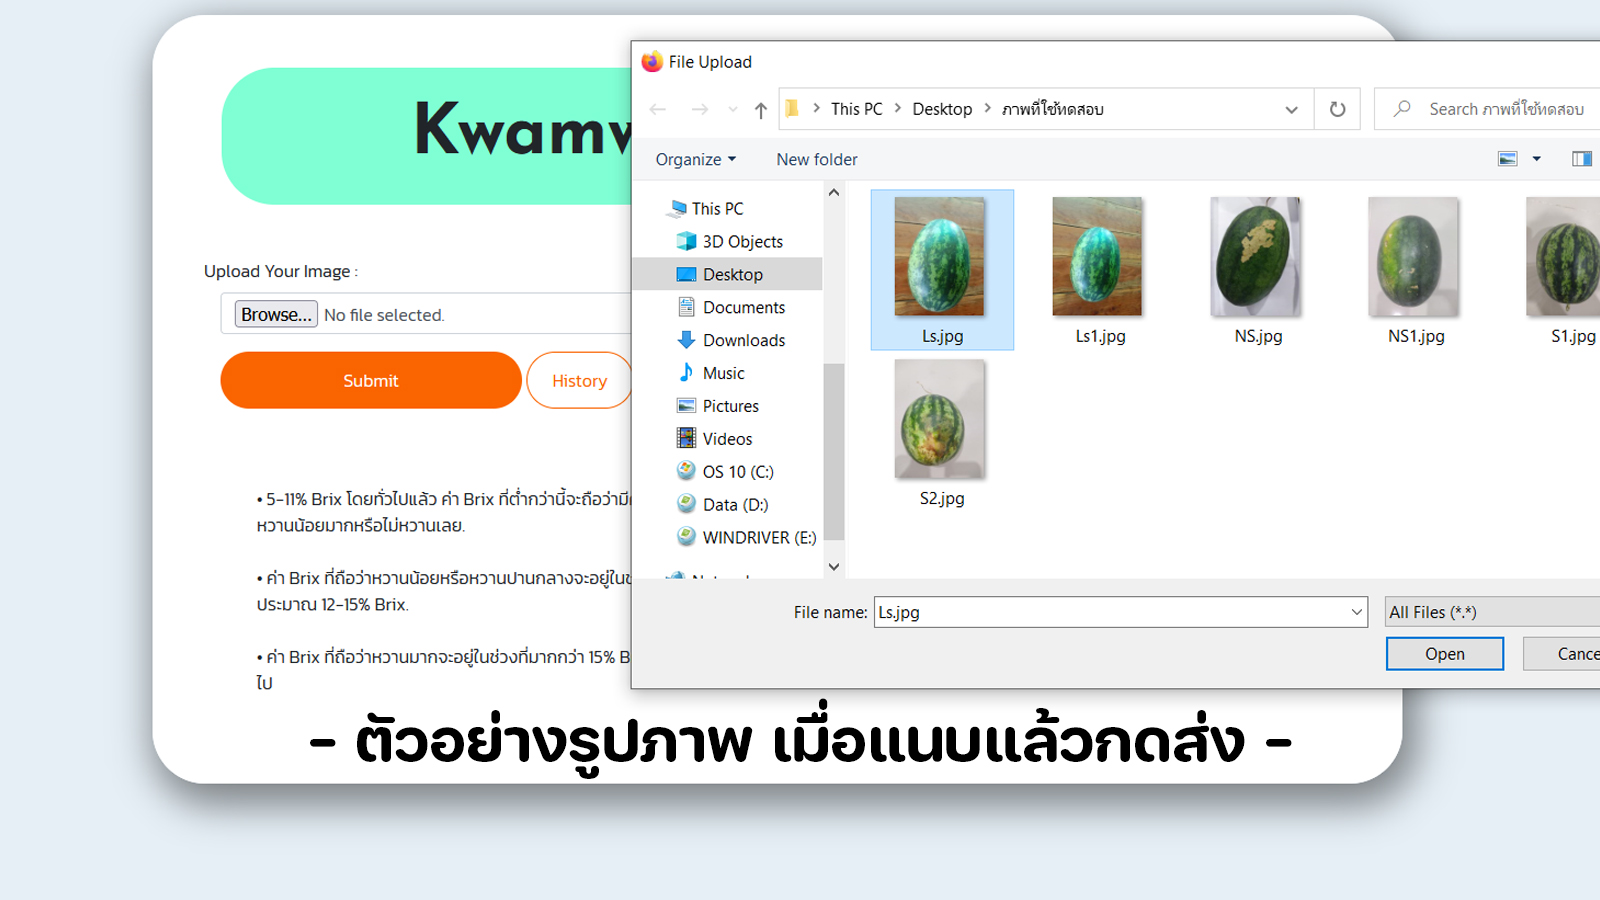 Kwamw
Upload Your Image :
Browse... No file selected.
Submit
History
• 5-11% Brix โดยทั่วไปแล้ว ค่า Brix ที่ต่ำกว่านี้จะถือว่ามี
หวานน้อยมากหรือไม่หวานเลย.
• ค่า Brix ที่ถือว่าหวานน้อยหรือหวานปานกลางจะอยู่ใน
ประมาณ 12-15% Brix.
• ค่า Brix ที่ถือว่าหวานมากจะอยู่ในช่วงที่มากกว่า 15% B
ไป
File Upload
This PC > Desktop > ภาพที่ใช้ทดสอบ
Search ภาพที่ใช้ทดสอบ
Organize
New folder
This PC
3D Objects
Desktop
Documents
Downloads
Music
Pictures
Videos
OS 10 (C:)
Data (D:)
WINDRIVER (E:)
Ls.jpg
Ls1.jpg
NS.jpg
NS1.jpg
S1.jpg
S2.jpg
File name: Ls.jpg
All Files (*.*)
Open
Cance
- ตัวอย่างรูปภาพ เมื่อแนบแล้วกดส่ง -